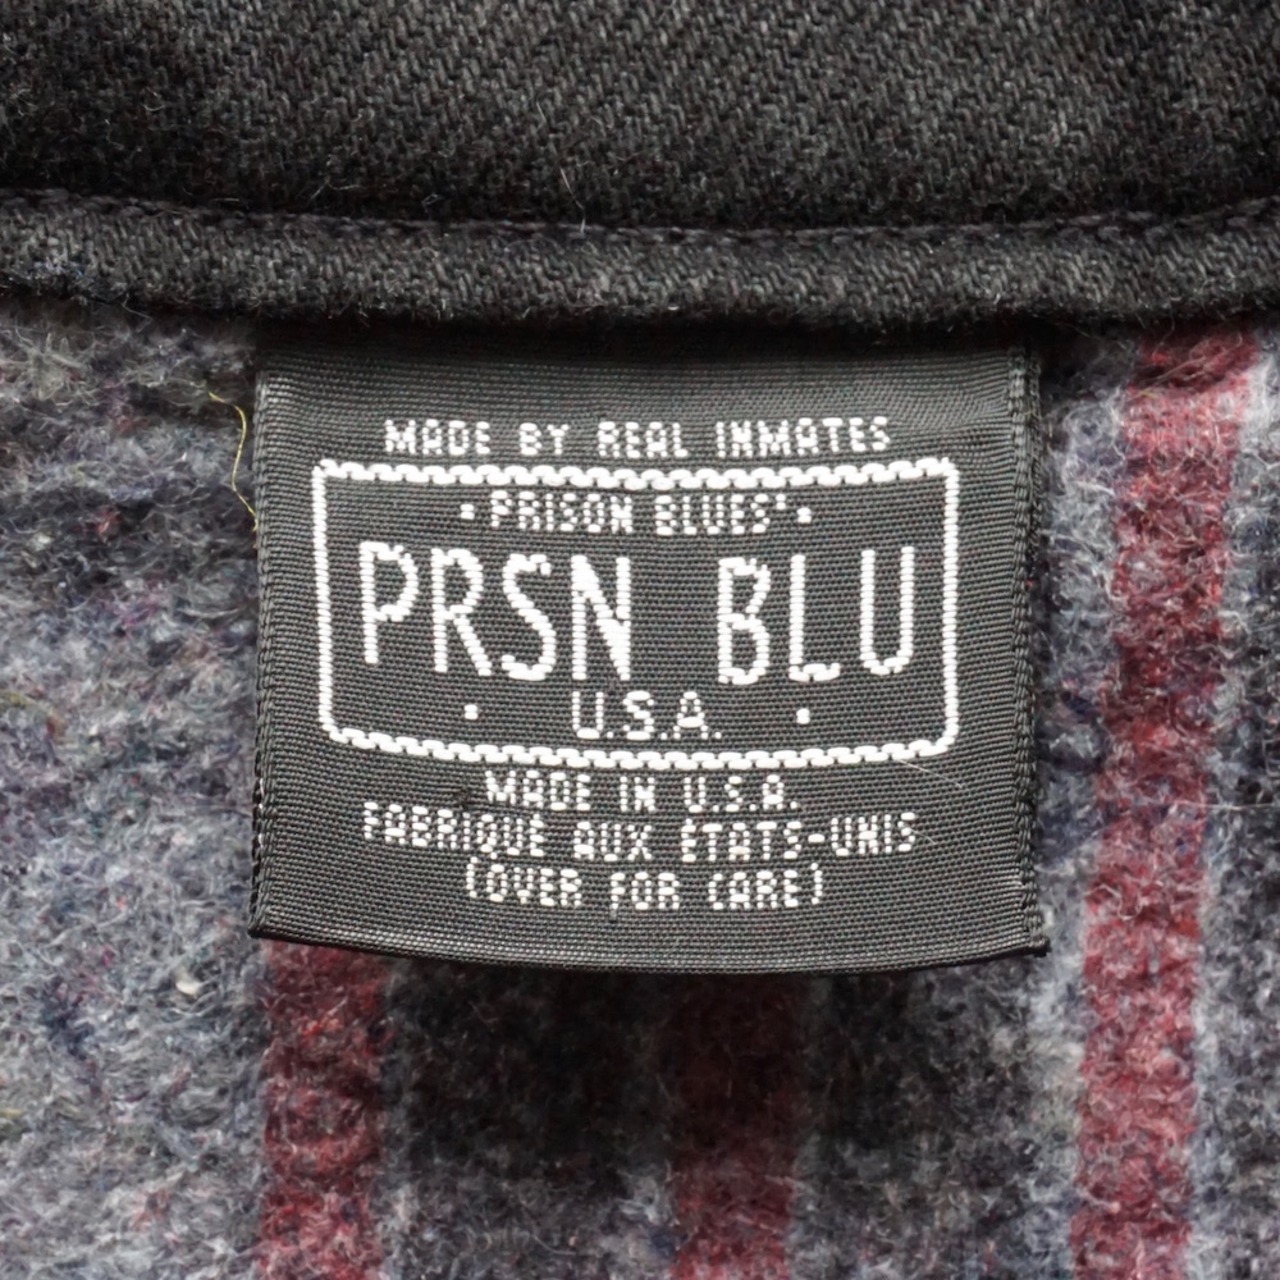 MADE BY REAL INMATES
·PRISON BLUES'·
PRSN BLU
· U.S.A. ·
MADE IN U.S.A.
FABRIQUÉ AUX ÉTATS-UNIS
(OVER FOR CARE)